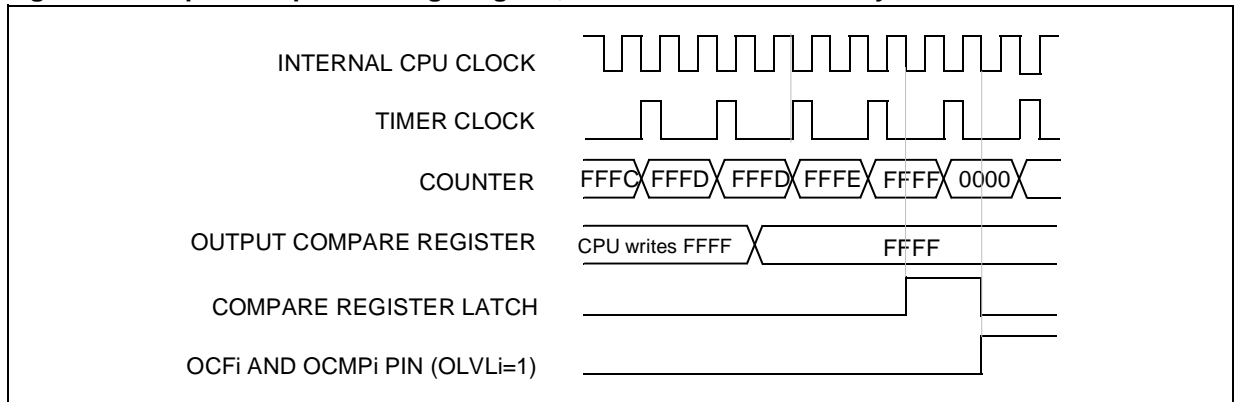 INTERNAL CPU CLOCK
TIMER CLOCK
COUNTER FFFC FFFD FFFD FFFE FFFF 0000
OUTPUT COMPARE REGISTER CPU writes FFFF FFFF
COMPARE REGISTER LATCH
OCFi AND OCMPi PIN (OLVLi=1)